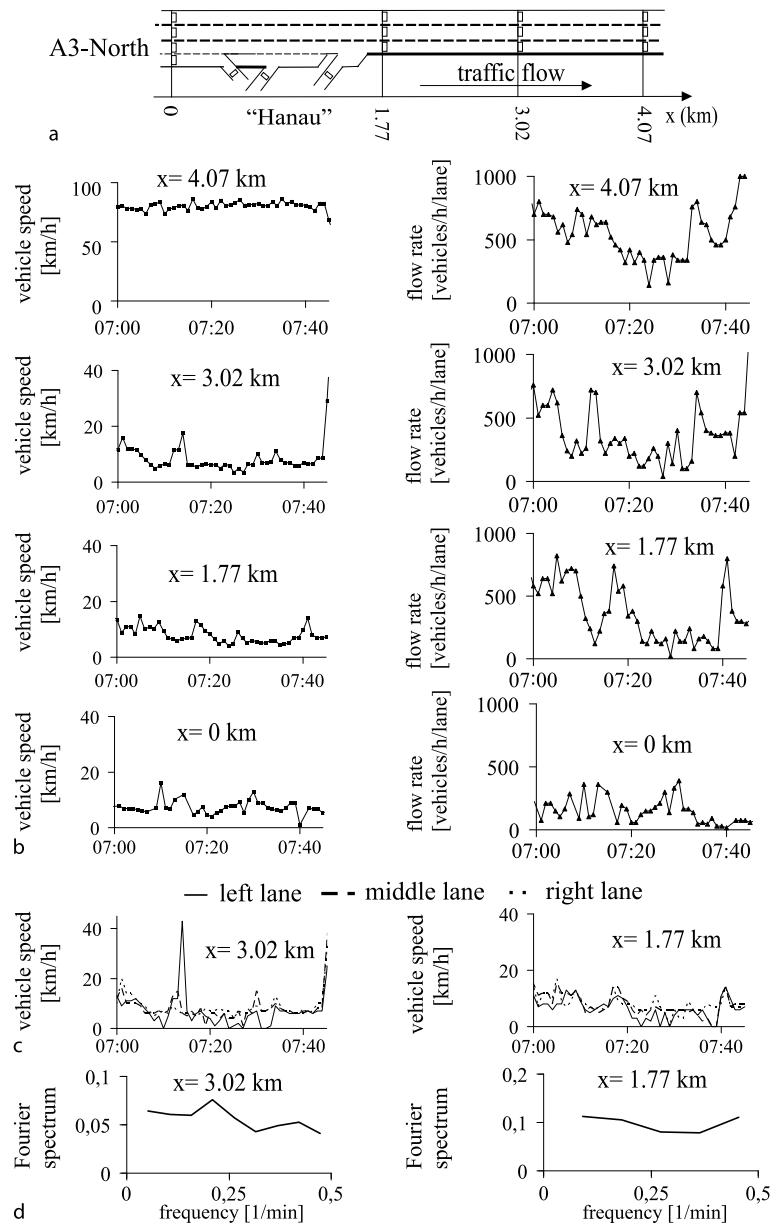 a
A3-North
traffic flow
0
"Hanau"
1.77
3.02
4.07
x (km)
b
vehicle speed
[km/h]
x= 4.07 km
100
50
0
07:00
07:20
07:40
flow rate
[vehicles/h/lane]
x= 4.07 km
1000
500
0
07:00
07:20
07:40
vehicle speed
[km/h]
x= 3.02 km
40
20
0
07:00
07:20
07:40
flow rate
[vehicles/h/lane]
x= 3.02 km
1000
500
0
07:00
07:20
07:40
vehicle speed
[km/h]
x= 1.77 km
40
20
0
07:00
07:20
07:40
flow rate
[vehicles/h/lane]
x= 1.77 km
1000
500
0
07:00
07:20
07:40
vehicle speed
[km/h]
x= 0 km
40
20
0
07:00
07:20
07:40
flow rate
[vehicles/h/lane]
x= 0 km
1000
500
0
07:00
07:20
07:40
left lane
middle lane
right lane
c
vehicle speed
[km/h]
x= 3.02 km
40
20
0
07:00
07:20
07:40
vehicle speed
[km/h]
x= 1.77 km
40
20
0
07:00
07:20
07:40
d
Fourier
spectrum
x= 3.02 km
0,1
0,05
0
0
0,25
0,5
frequency [1/min]
Fourier
spectrum
x= 1.77 km
0,2
0,1
0
0
0,25
0,5
frequency [1/min]